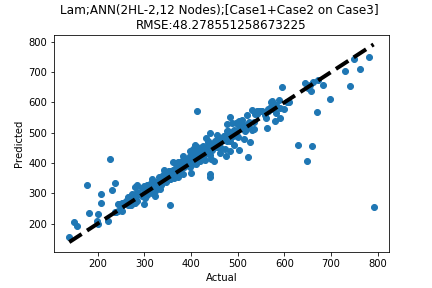 Lam;ANN(2HL-2,12 Nodes);[Case1+Case2 on Case3]
RMSE:48.278551258673225
800
700
600
500
400
300
200
Predicted
200 300 400 500 600 700 800
Actual